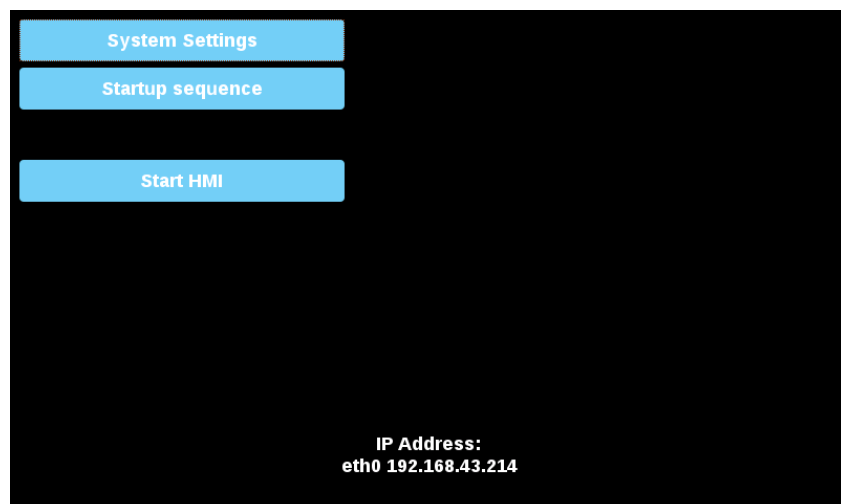 System Settings
Startup sequence
Start HMI
IP Address:
eth0 192.168.43.214